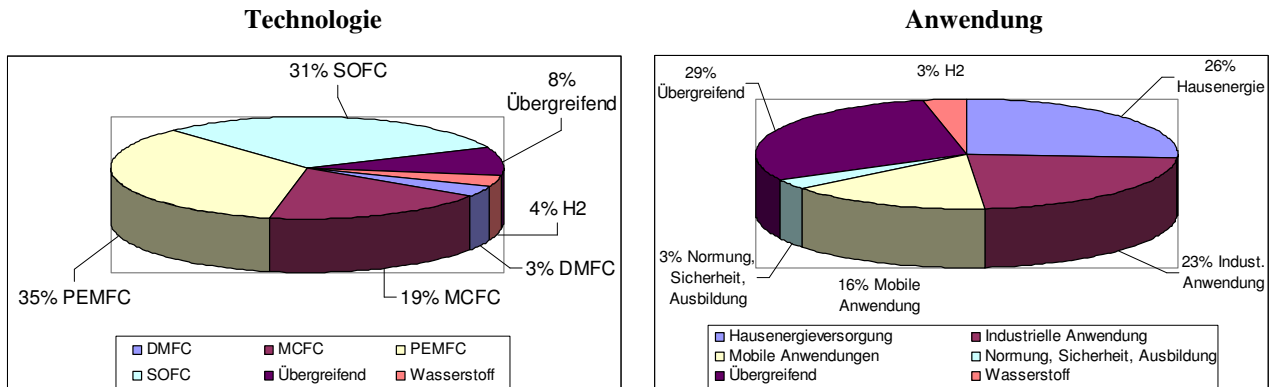 Technologie
31% SOFC
8%
Übergreifend
4% H2
3% DMFC
19% MCFC
35% PEMFC
DMFC MCFC PEMFC
SOFC Übergreifend Wasserstoff
Anwendung
29%
Übergreifend
3% H2
26%
Hausenergie
3% Normung,
Sicherheit,
Ausbildung
16% Mobile
Anwendung
23% Indust.
Anwendung
Hausenergieversorgung Industrielle Anwendung
Mobile Anwendungen Normung, Sicherheit, Ausbildung
Übergreifend Wasserstoff